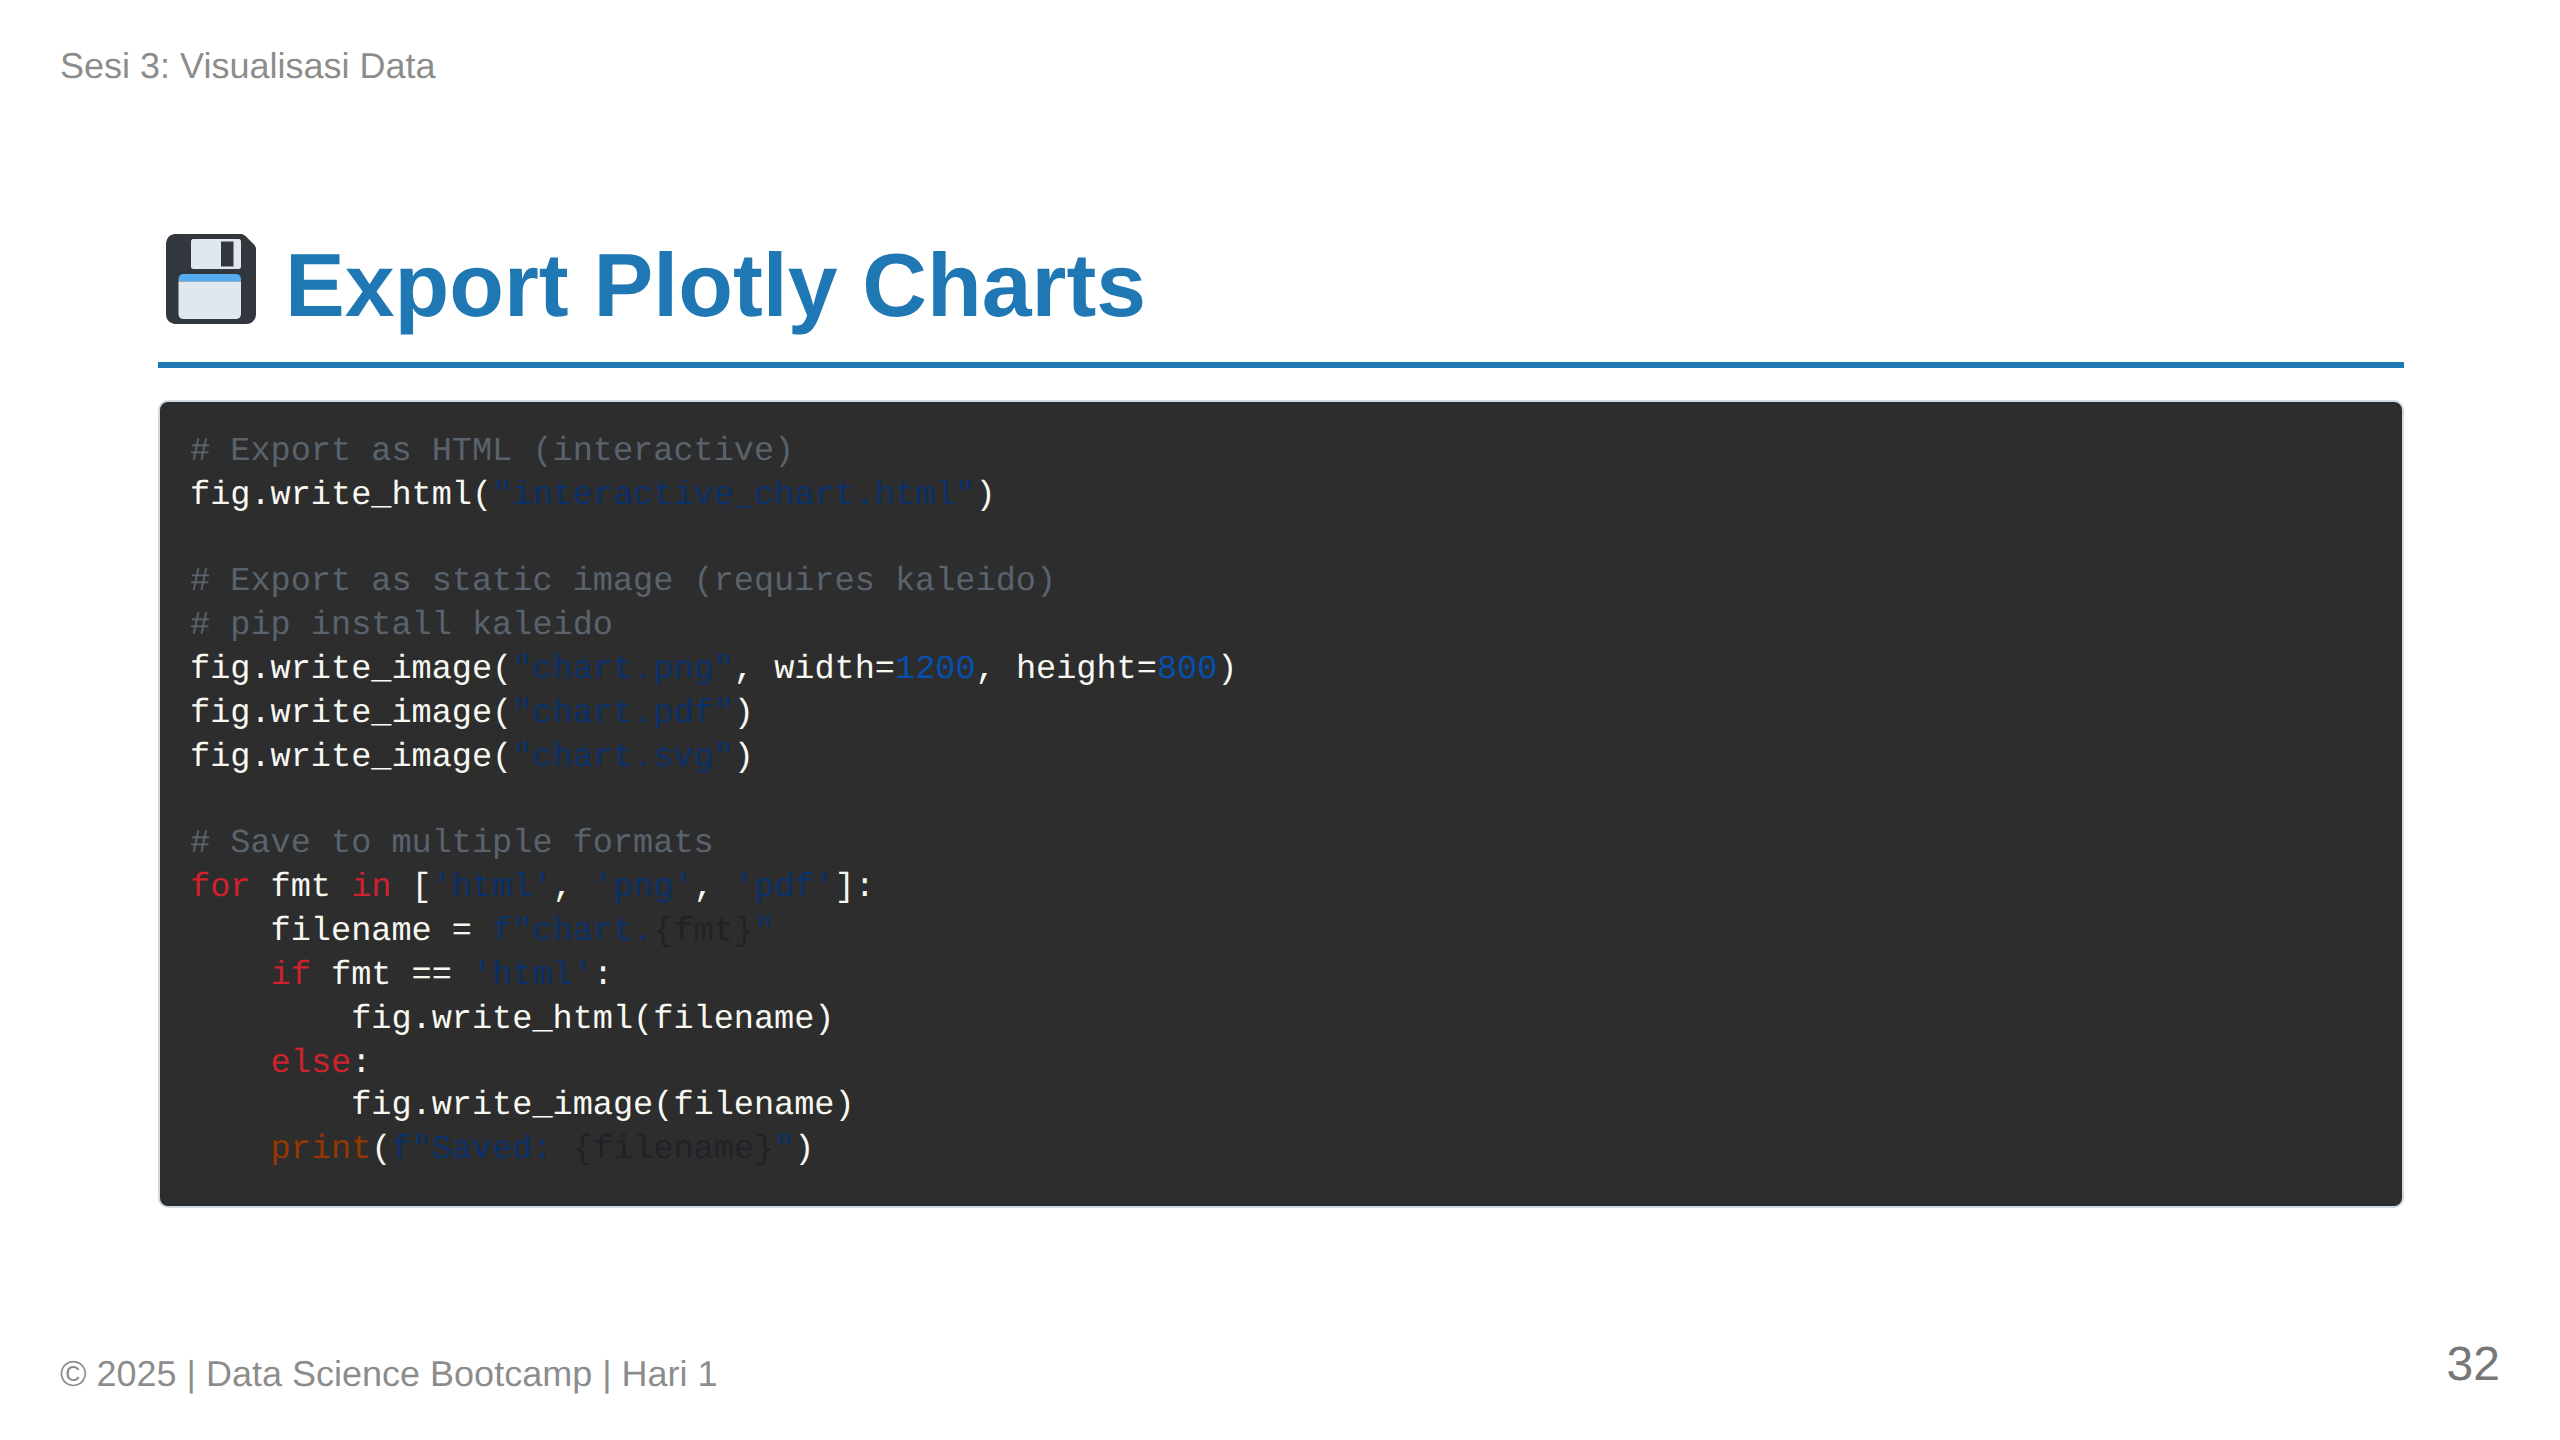 Sesi 3: Visualisasi Data
💾 Export Plotly Charts
# Export as HTML (interactive)
fig.write_html("interactive_chart.html")

# Export as static image (requires kaleido)
# pip install kaleido
fig.write_image("chart.png", width=1200, height=800)
fig.write_image("chart.pdf")
fig.write_image("chart.svg")

# Save to multiple formats
for fmt in ['html', 'png', 'pdf']:
    filename = f"chart.{fmt}"
    if fmt == 'html':
        fig.write_html(filename)
    else:
        fig.write_image(filename)
    print(f"Saved: {filename}")
© 2025 | Data Science Bootcamp | Hari 1
32